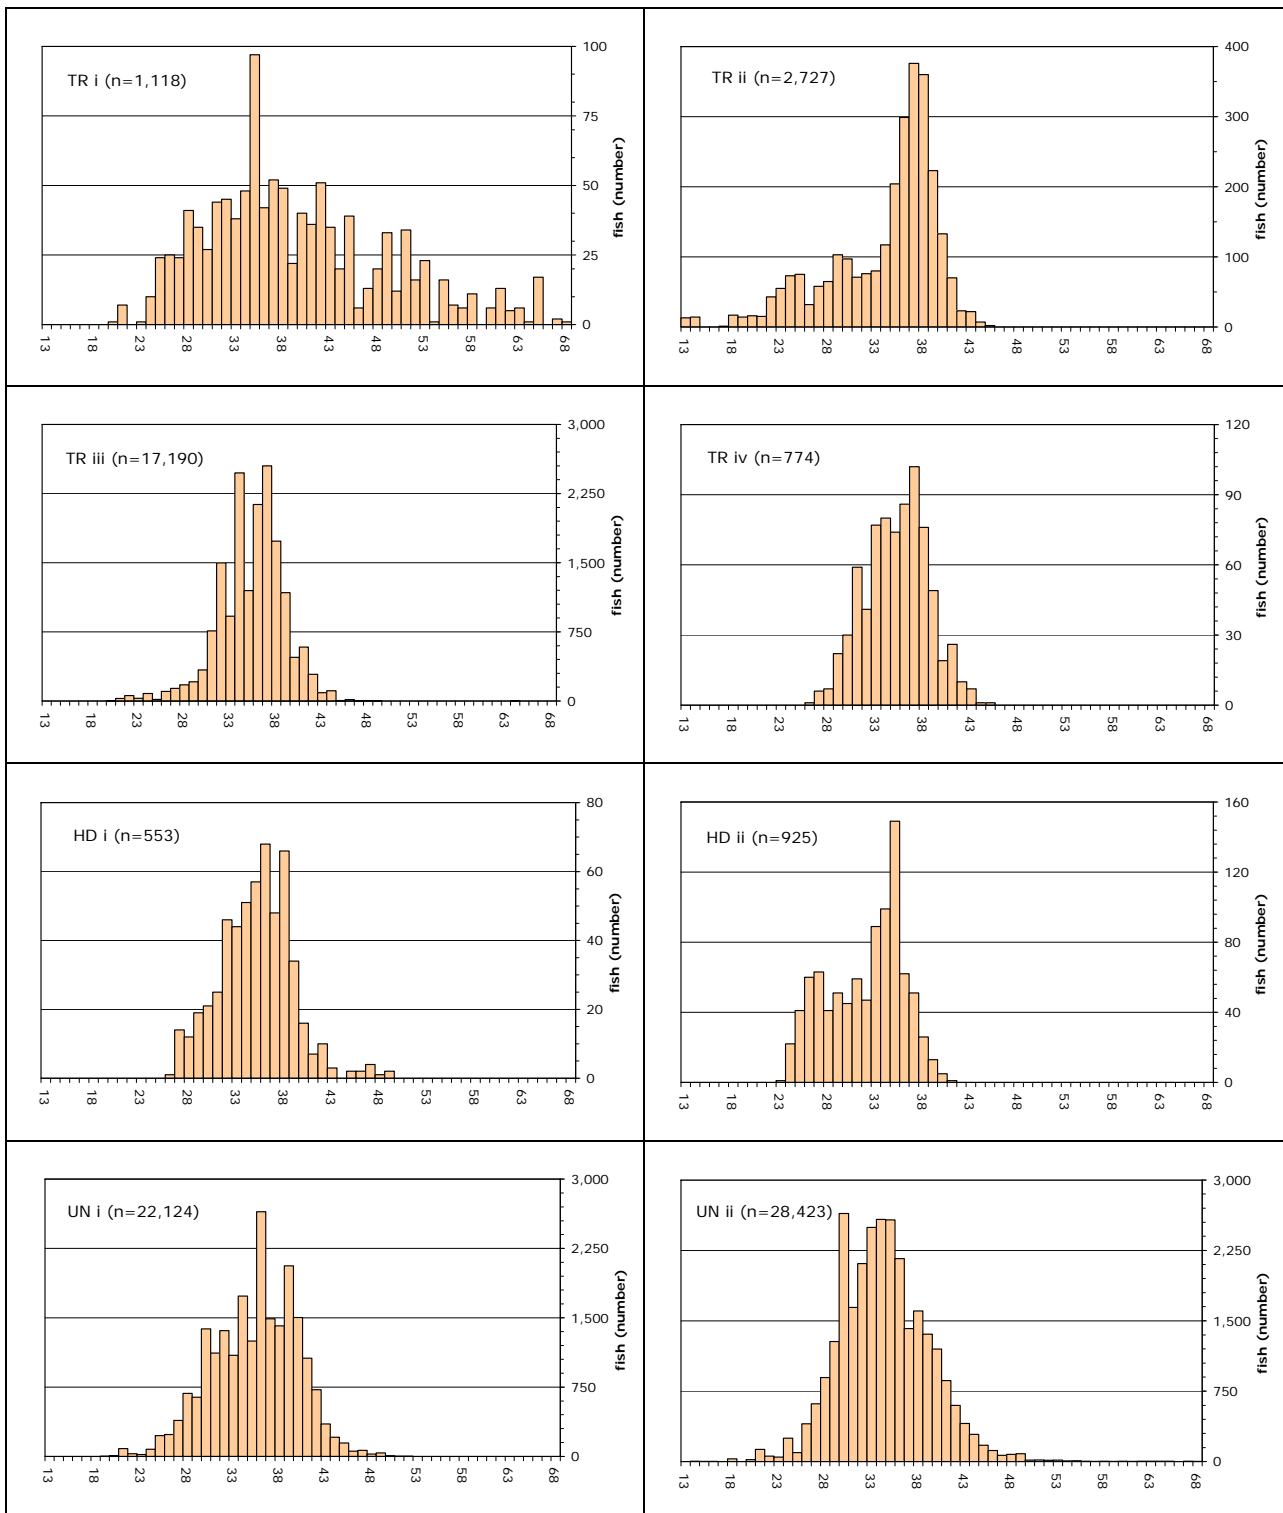 TR i (n=1,118)
100
75
50
25
0
fish (number)
13 18 23 28 33 38 43 48 53 58 63 68
TR ii (n=2,727)
400
300
200
100
0
fish (number)
13 18 23 28 33 38 43 48 53 58 63 68
TR iii (n=17,190)
3,000
2,250
1,500
750
0
fish (number)
13 18 23 28 33 38 43 48 53 58 63 68
TR iv (n=774)
120
90
60
30
0
fish (number)
13 18 23 28 33 38 43 48 53 58 63 68
HD i (n=553)
80
60
40
20
0
fish (number)
13 18 23 28 33 38 43 48 53 58 63 68
HD ii (n=925)
160
120
80
40
0
fish (number)
13 18 23 28 33 38 43 48 53 58 63 68
UN i (n=22,124)
3,000
2,250
1,500
750
0
fish (number)
13 18 23 28 33 38 43 48 53 58 63 68
UN ii (n=28,423)
3,000
2,250
1,500
750
0
fish (number)
13 18 23 28 33 38 43 48 53 58 63 68